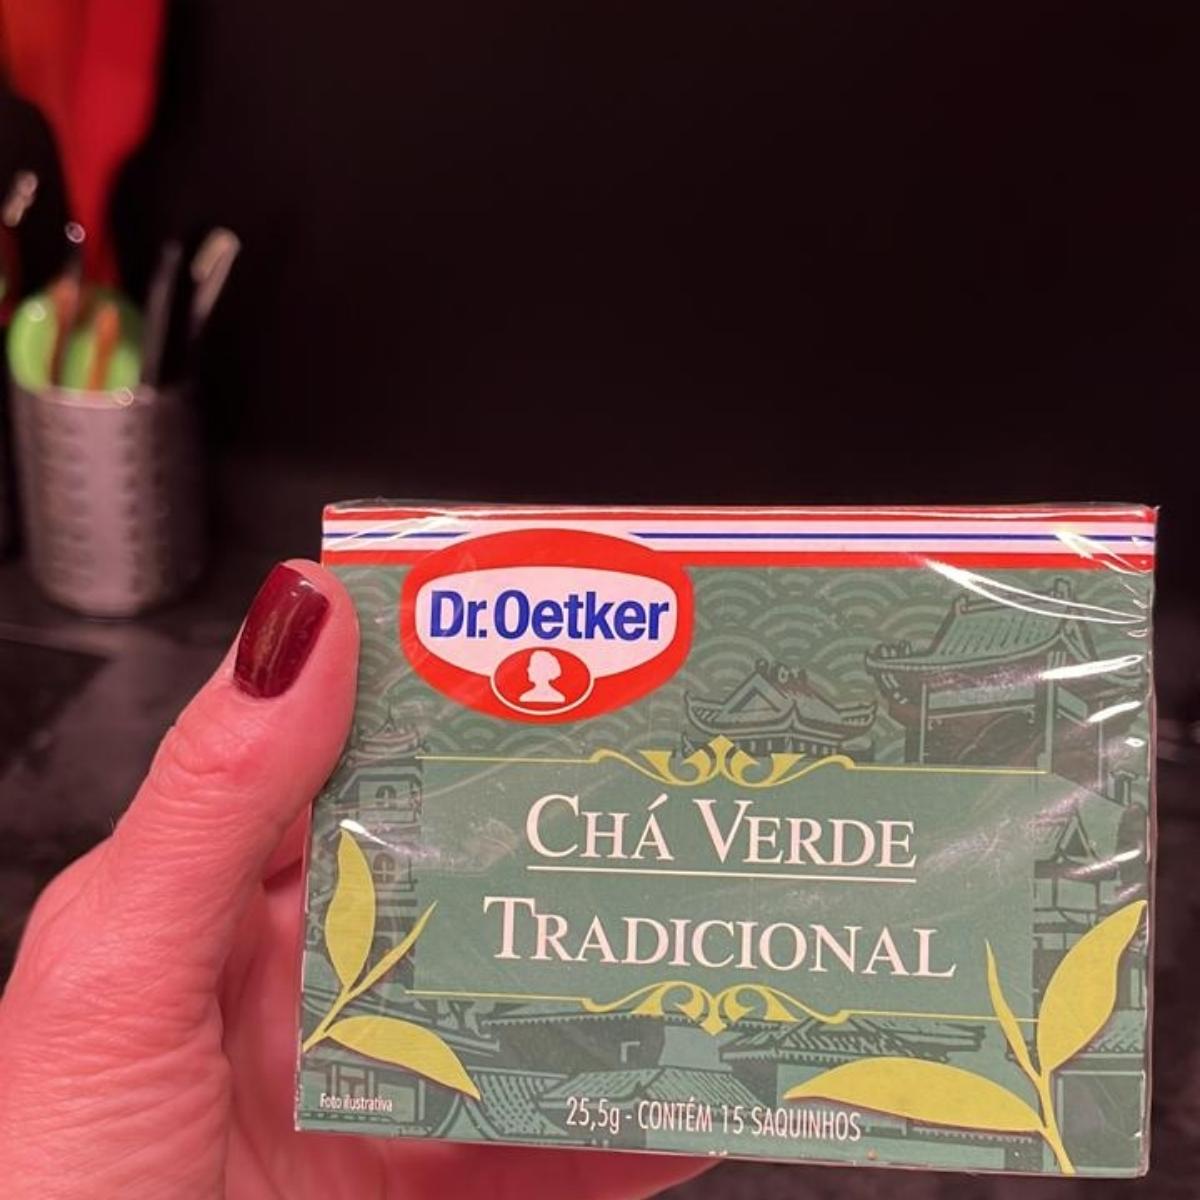 Dr.Oetker
CHÁ VERDE
TRADICIONAL
Foto ilustrativa
25,5g - CONTÉM 15 SAQUINHOS